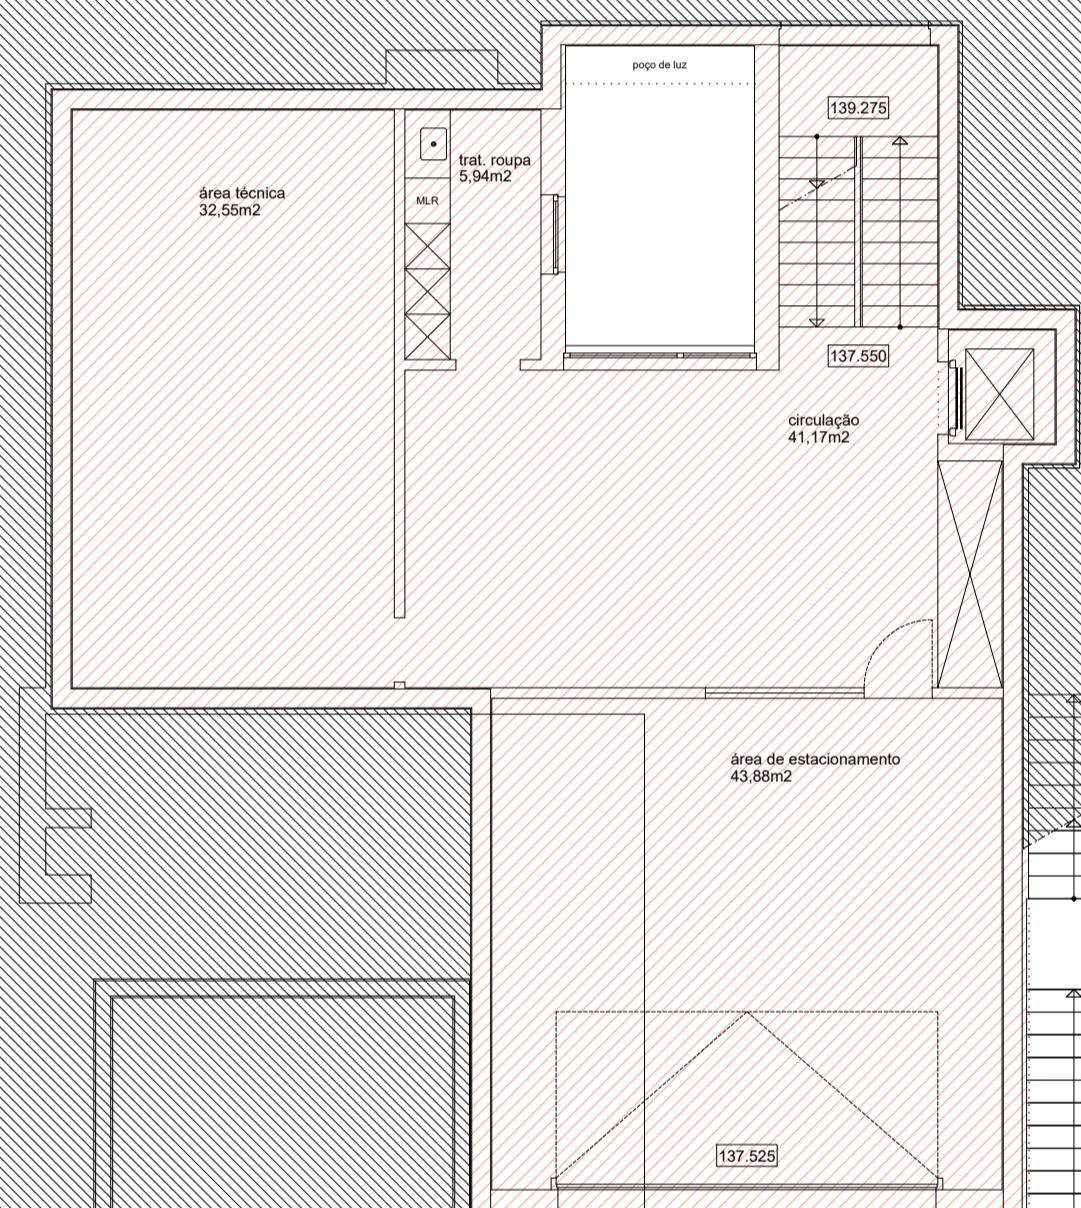 poço de luz
139.275
trat. roupa
5,94m2
área técnica
32,55m2
MLR
137.550
circulação
41,17m2
área de estacionamento
43,88m2
137.525